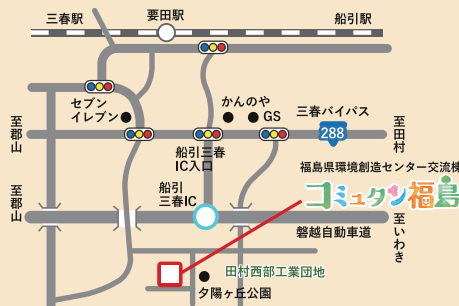 三春駅
要田駅
船引駅
セブン
イレブン
かんのや
GS
三春バイパス
288
至郡山
至田村
船引三春
IC入口
福島県環境創造センター交流棟
コミュタン福島
船引
三春IC
至郡山
至いわき
磐越自動車道
田村西部工業団地
夕陽ヶ丘公園